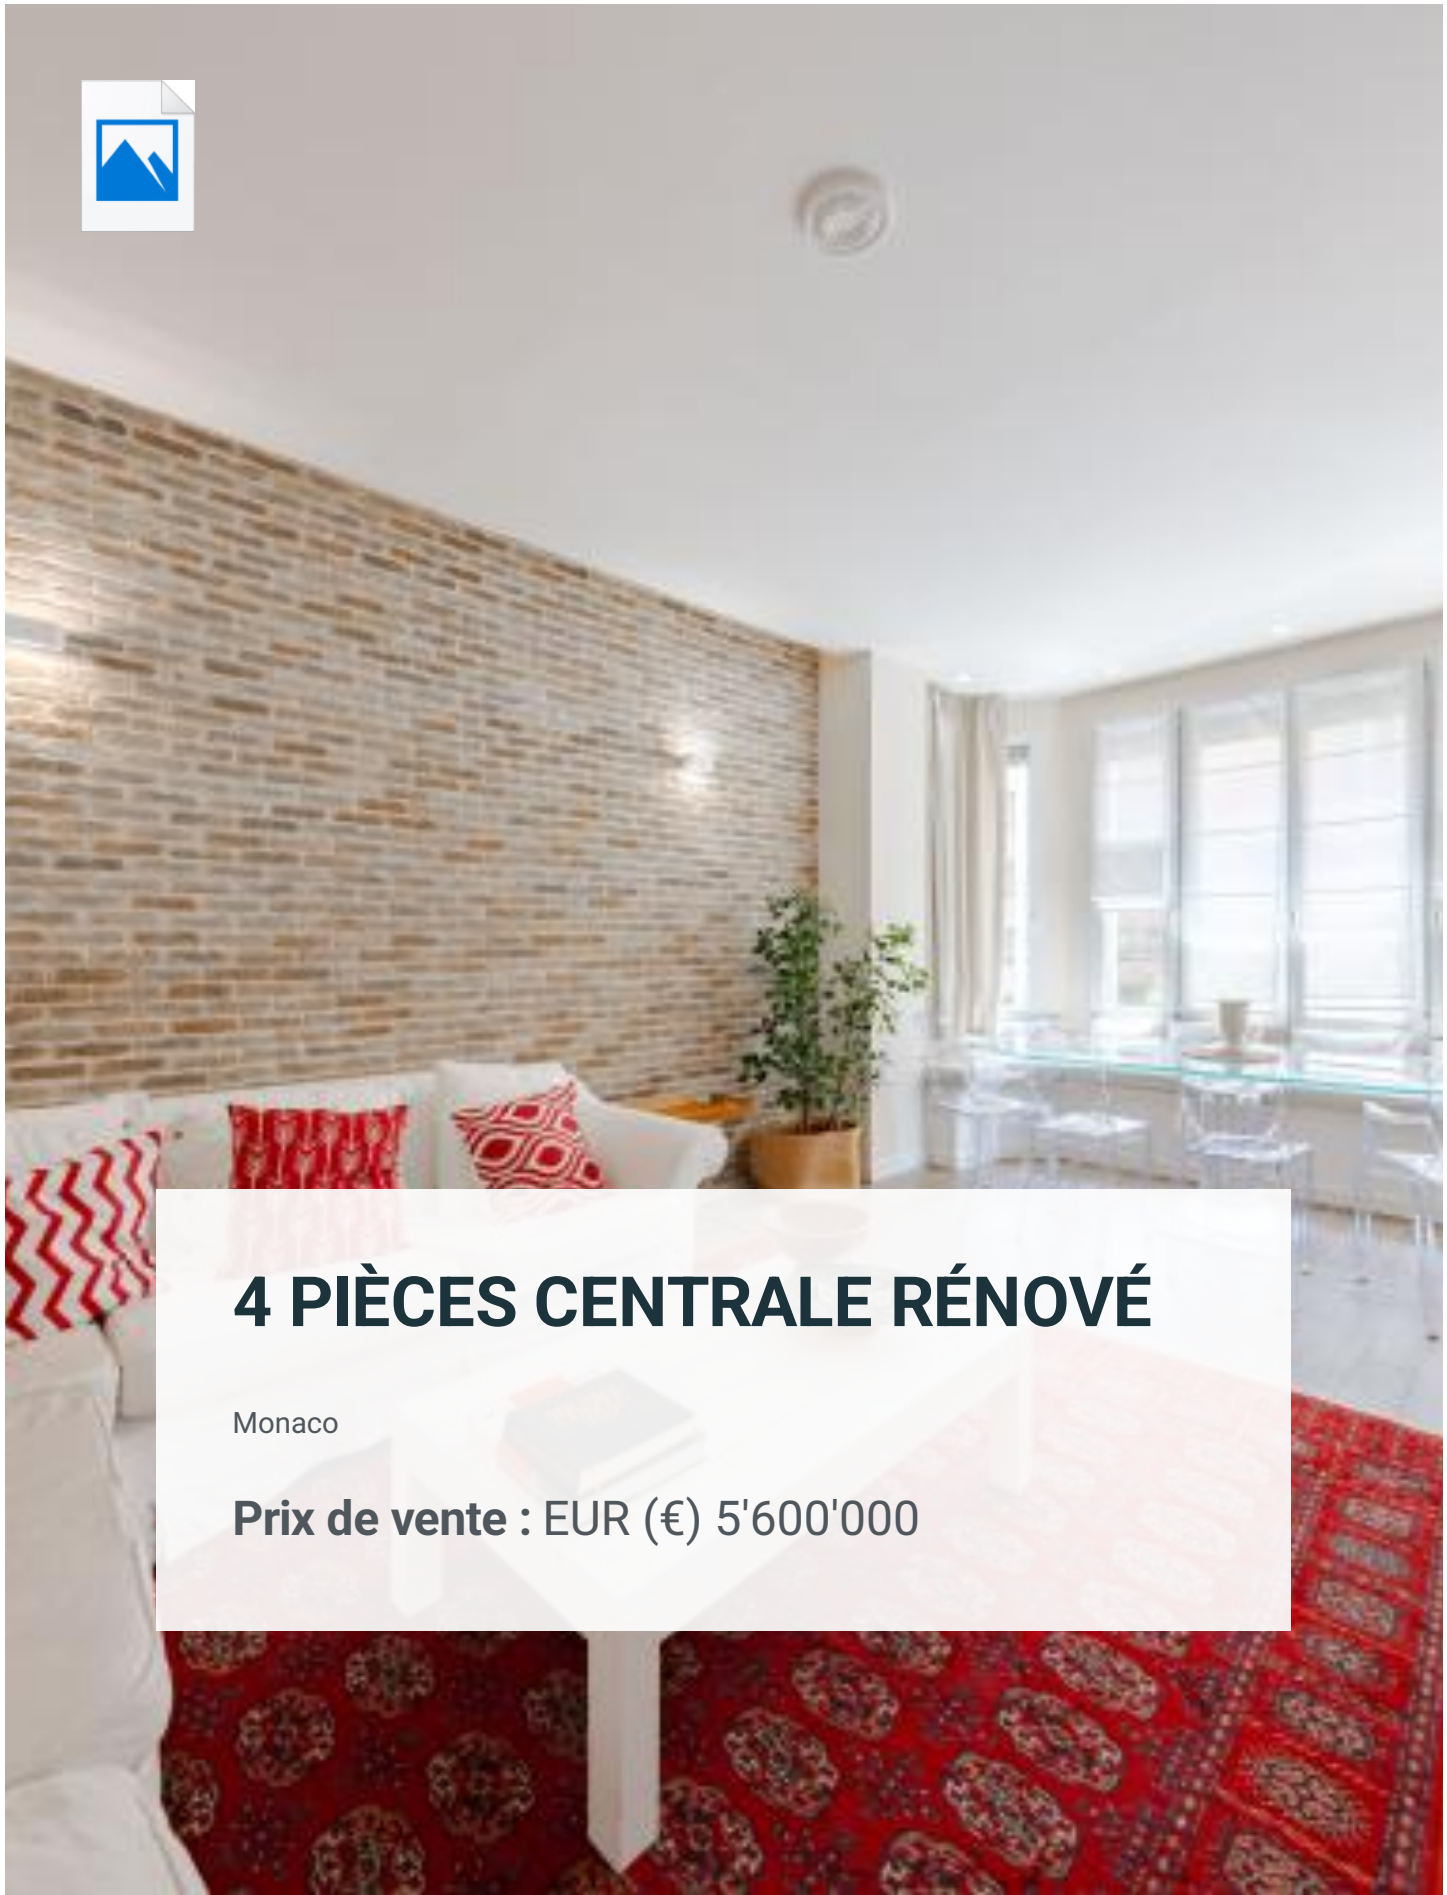 4 PIÈCES CENTRALE RÉNOVÉ
Monaco
Prix de vente : EUR (€) 5'600'000